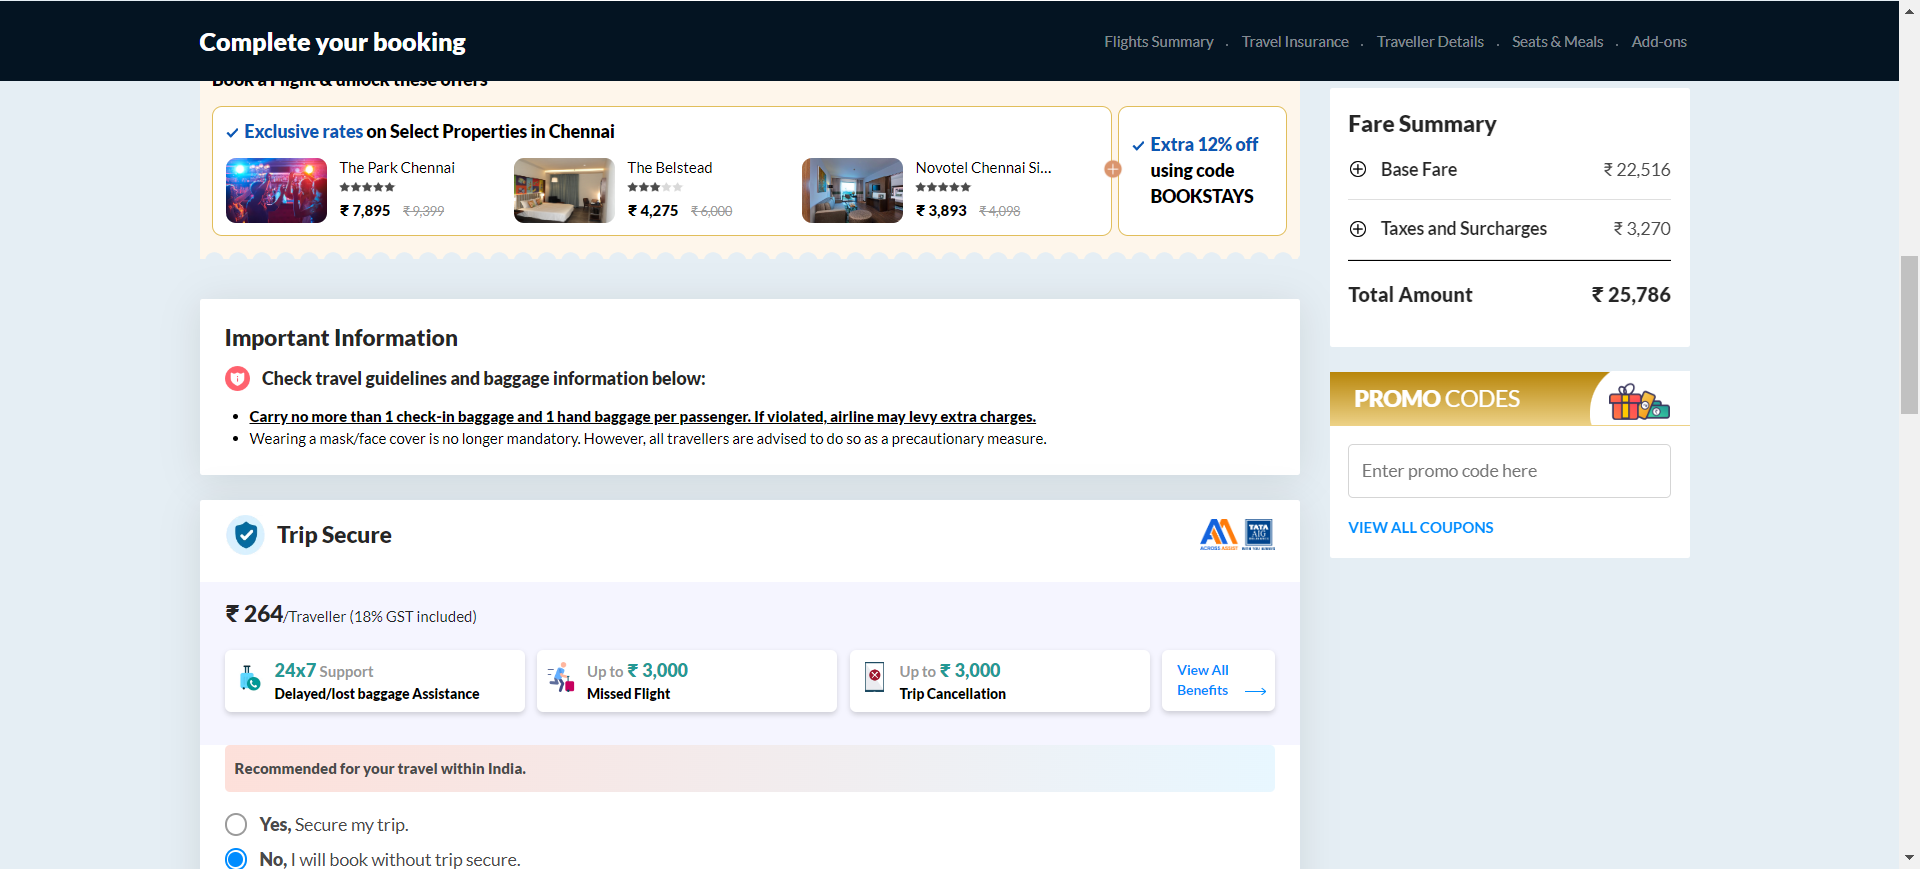 Complete your booking
Flights Summary . Travel Insurance . Traveller Details . Seats & Meals . Add-ons
Book a Flight & unlock these offers
Exclusive rates on Select Properties in Chennai
The Park Chennai
₹ 7,895 ₹ 9,399
The Belstead
₹ 4,275 ₹ 6,000
Novotel Chennai Si...
₹ 3,893 ₹ 4,098
Extra 12% off
using code
BOOKSTAYS
Important Information
Check travel guidelines and baggage information below:
• Carry no more than 1 check-in baggage and 1 hand baggage per passenger. If violated, airline may levy extra charges.
• Wearing a mask/face cover is no longer mandatory. However, all travellers are advised to do so as a precautionary measure.
Trip Secure
ACROSS ASSIST
TATA
AIG
WITH YOU ALWAYS
₹ 264/Traveller (18% GST included)
24x7 Support
Delayed/lost baggage Assistance
Up to ₹ 3,000
Missed Flight
Up to ₹ 3,000
Trip Cancellation
View All
Benefits
Recommended for your travel within India.
Yes, Secure my trip.
No, I will book without trip secure.
Fare Summary
Base Fare ₹ 22,516
Taxes and Surcharges ₹ 3,270
Total Amount ₹ 25,786
PROMO CODES
Enter promo code here
VIEW ALL COUPONS